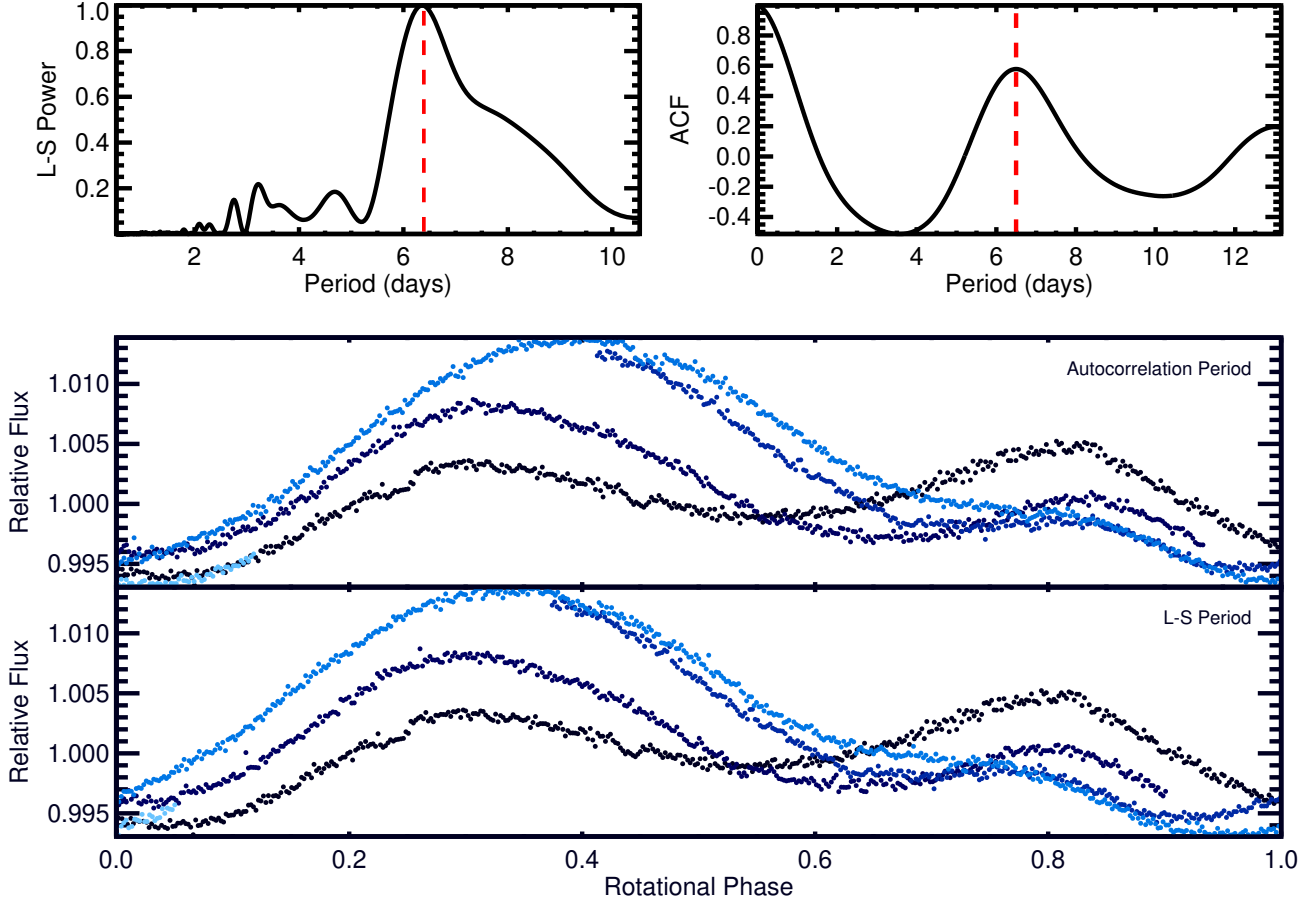 1.0
0.8
0.6
0.4
0.2
L-S Power
2 4 6 8 10
Period (days)
0.8
0.6
0.4
0.2
0.0
-0.2
-0.4
ACF
0 2 4 6 8 10 12
Period (days)
Autocorrelation Period
1.010
1.005
1.000
0.995
Relative Flux
L-S Period
1.010
1.005
1.000
0.995
Relative Flux
0.0 0.2 0.4 0.6 0.8 1.0
Rotational Phase